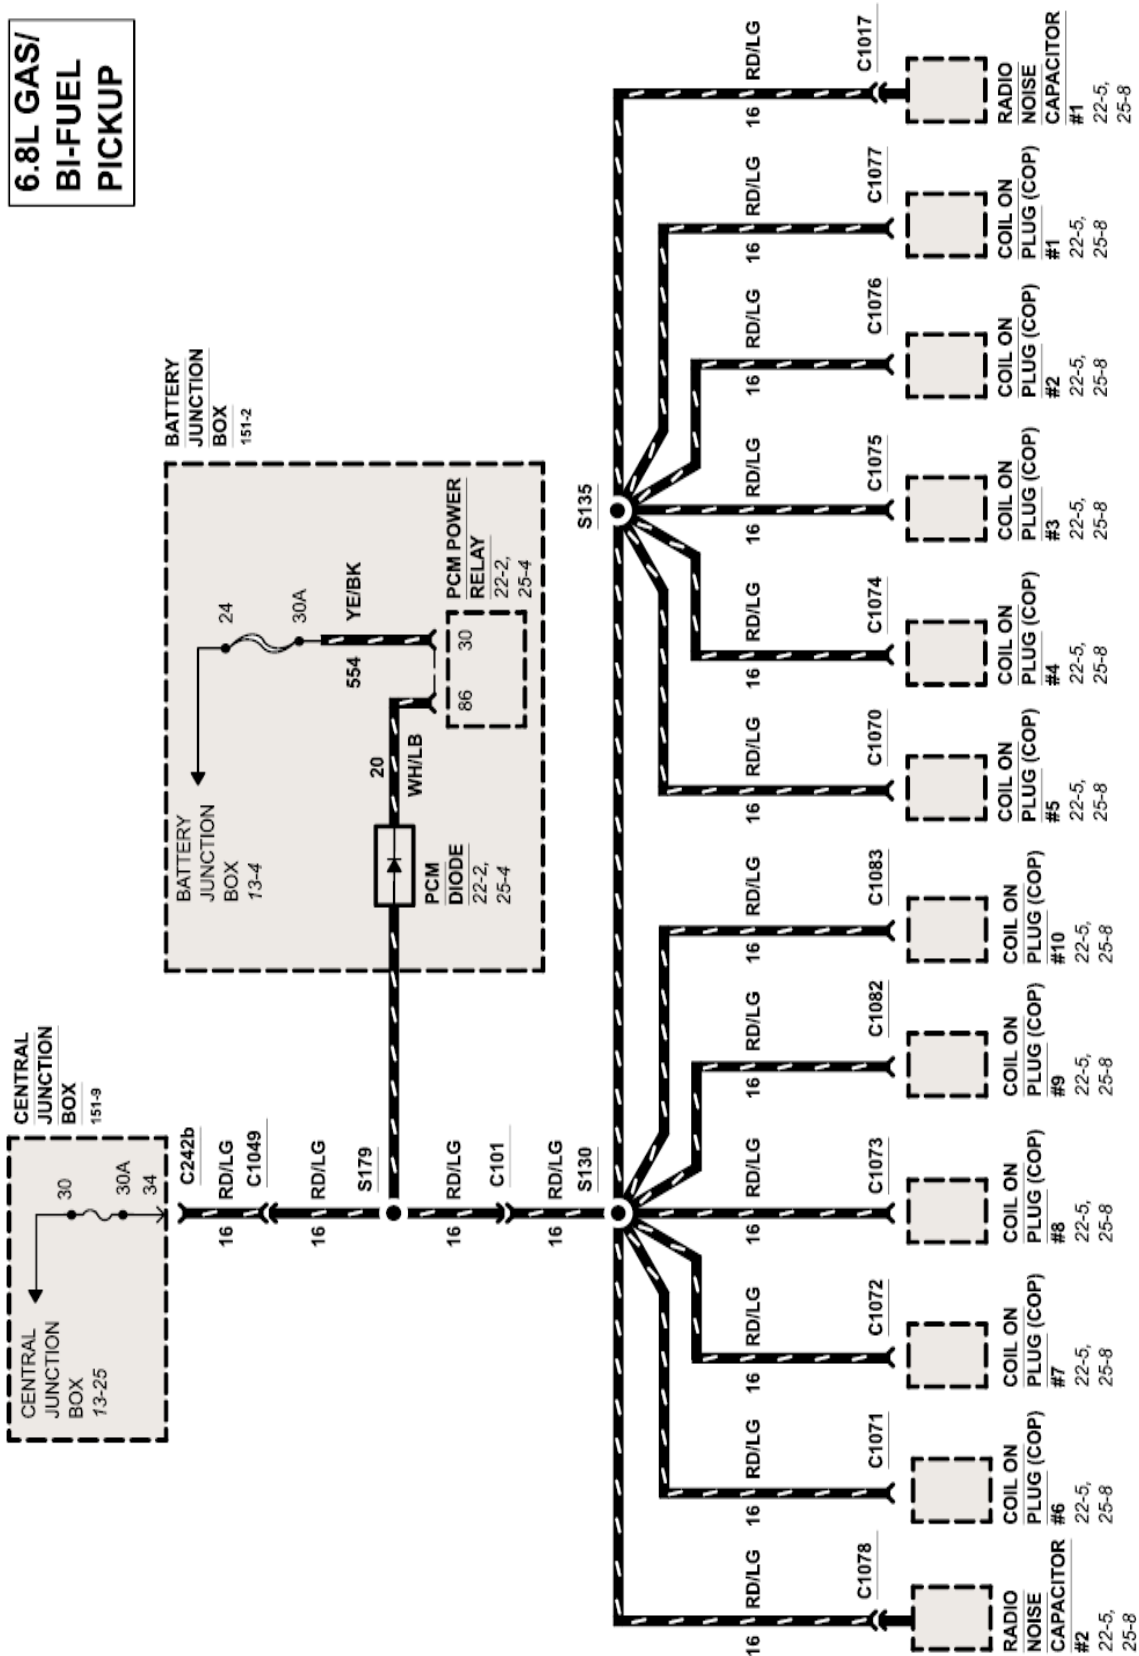 6.8L GAS/
BI-FUEL
PICKUP
CENTRAL
JUNCTION
BOX
151-9
CENTRAL
JUNCTION
BOX
13-25
30
30A
34
C242b
16
RD/LG
C1049
16
RD/LG
S179
16
RD/LG
C101
16
RD/LG
S130
BATTERY
JUNCTION
BOX
151-2
BATTERY
JUNCTION
BOX 13-4
24
30A
554
YE/BK
PCM POWER
RELAY
22-2,
25-4
86
30
20
WH/LB
PCM
DIODE
22-2,
25-4
S135
16
RD/LG
C1078
RADIO
NOISE
CAPACITOR
#2
22-5,
25-8
16
RD/LG
C1071
COIL ON
PLUG (COP)
#6
22-5,
25-8
16
RD/LG
C1072
COIL ON
PLUG (COP)
#7
22-5,
25-8
16
RD/LG
C1073
COIL ON
PLUG (COP)
#8
22-5,
25-8
16
RD/LG
C1082
COIL ON
PLUG (COP)
#9
22-5,
25-8
16
RD/LG
C1083
COIL ON
PLUG (COP)
#10
22-5,
25-8
16
RD/LG
C1070
COIL ON
PLUG (COP)
#5
22-5,
25-8
16
RD/LG
C1074
COIL ON
PLUG (COP)
#4
22-5,
25-8
16
RD/LG
C1075
COIL ON
PLUG (COP)
#3
22-5,
25-8
16
RD/LG
C1076
COIL ON
PLUG (COP)
#2
22-5,
25-8
16
RD/LG
C1077
COIL ON
PLUG (COP)
#1
22-5,
25-8
16
RD/LG
C1017
RADIO
NOISE
CAPACITOR
#1
22-5,
25-8